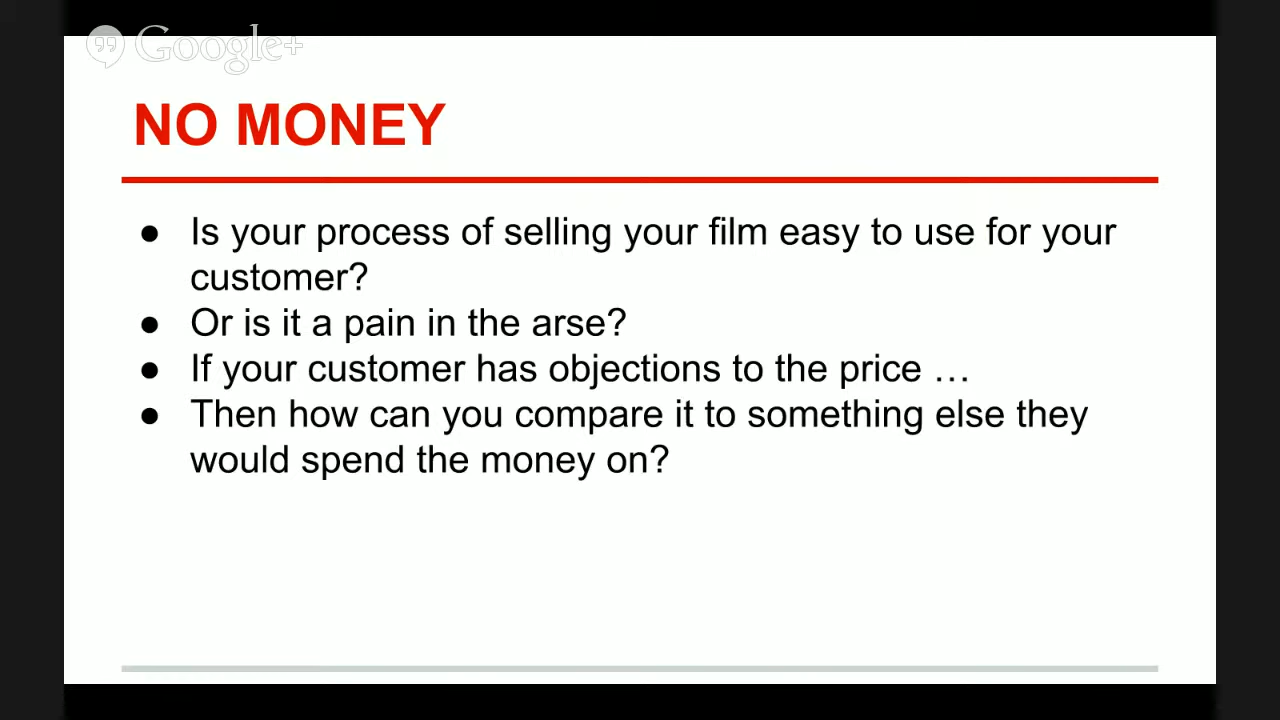 Google+
NO MONEY
● Is your process of selling your film easy to use for your
customer?
● Or is it a pain in the arse?
● If your customer has objections to the price …
● Then how can you compare it to something else they
would spend the money on?